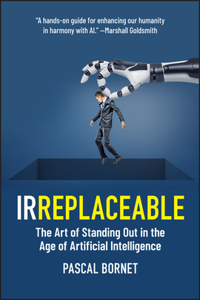 "A hands-on guide for enhancing our humanity
in harmony with AI." —Marshall Goldsmith
IRREPLACEABLE
The Art of Standing Out in the
Age of Artificial Intelligence
PASCAL BORNET